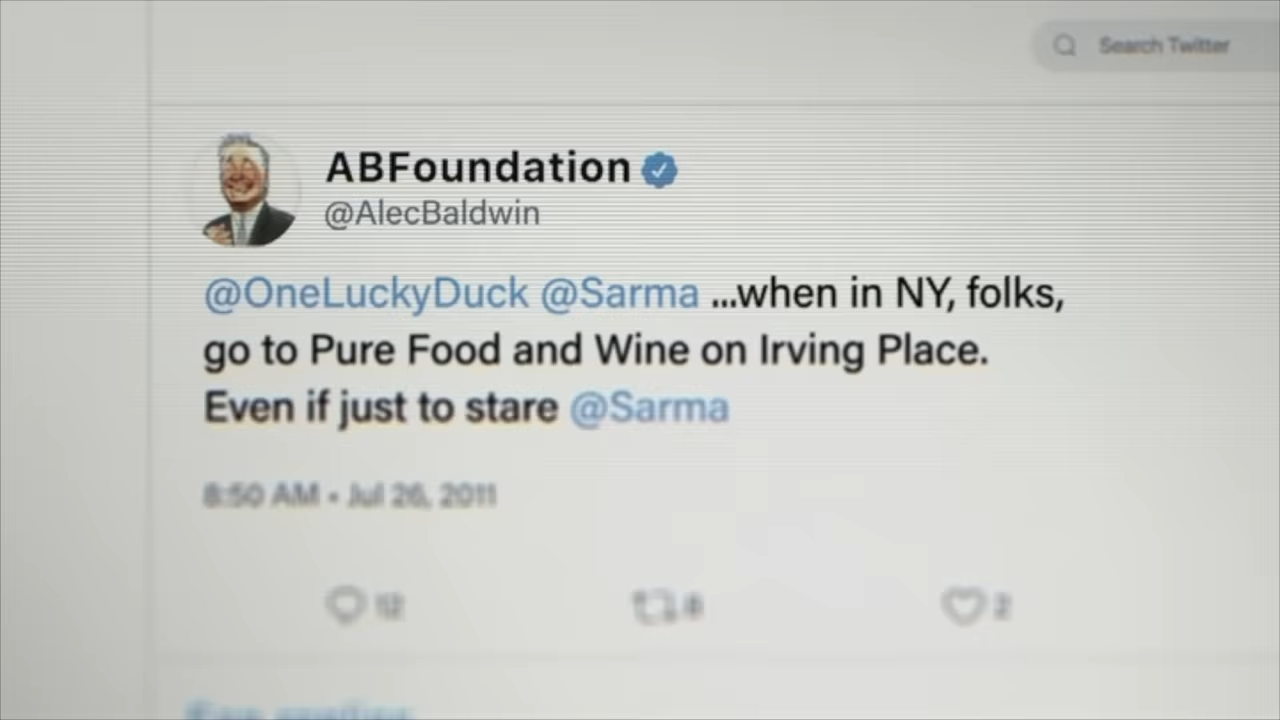 Search Twitter
ABFoundation
@AlecBaldwin
@OneLuckyDuck @Sarma ...when in NY, folks,
go to Pure Food and Wine on Irving Place.
Even if just to stare @Sarma
8:50 AM • Jul 26, 2011
12
8
2